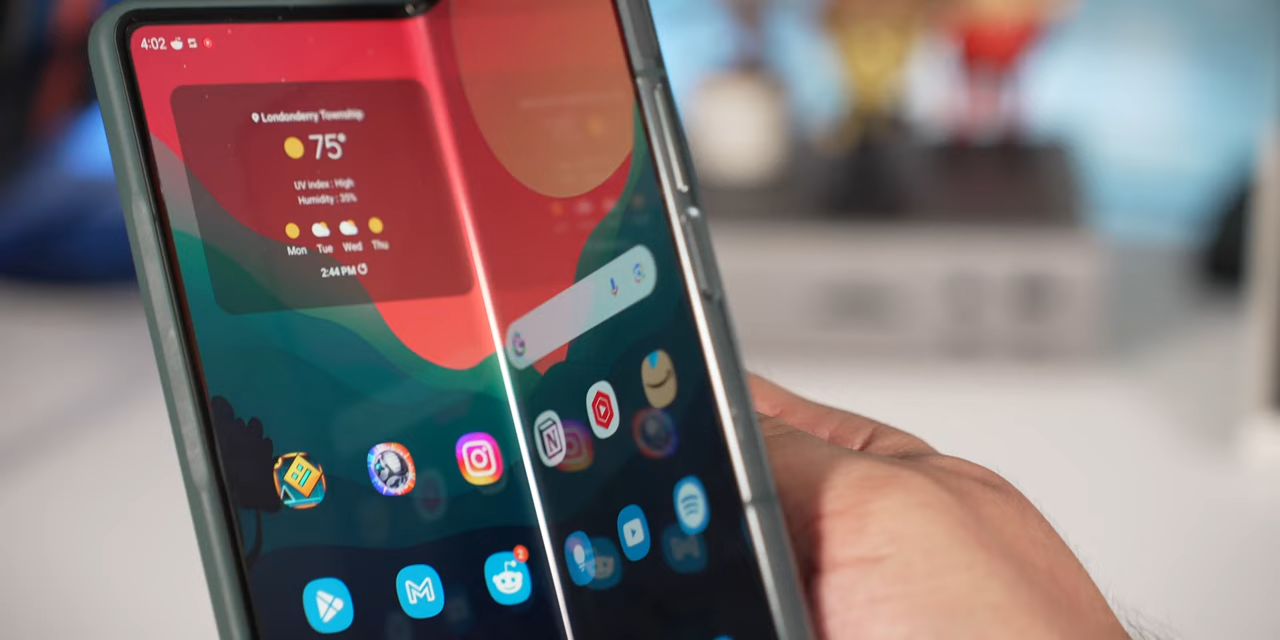 4:02
Londonderry Township
75°
UV index : High
Humidity : 35%
Mon Tue Wed Thu
2:44 PM
2